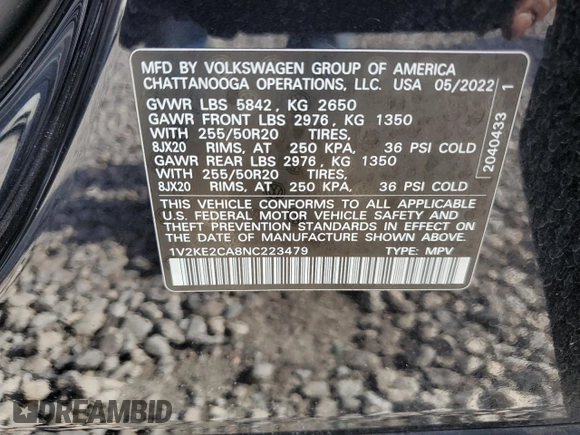 MFD BY VOLKSWAGEN GROUP OF AMERICA
CHATTANOOGA OPERATIONS, LLC. USA 05/2022
GVWR LBS 5842, KG 2650
GAWR FRONT LBS 2976, KG 1350
WITH 255/50R20 TIRES,
8JX20 RIMS, AT 250 KPA, 36 PSI COLD
GAWR REAR LBS 2976, KG 1350
WITH 255/50R20 TIRES,
8JX20 RIMS, AT 250 KPA, 36 PSI COLD
THIS VEHICLE CONFORMS TO ALL APPLICABLE
U.S. FEDERAL MOTOR VEHICLE SAFETY AND
THEFT PREVENTION STANDARDS IN EFFECT ON
THE DATE OF MANUFACTURE SHOWN ABOVE.
1V2KE2CA8NC223479 TYPE: MPV
2040433 1
DREAMBID